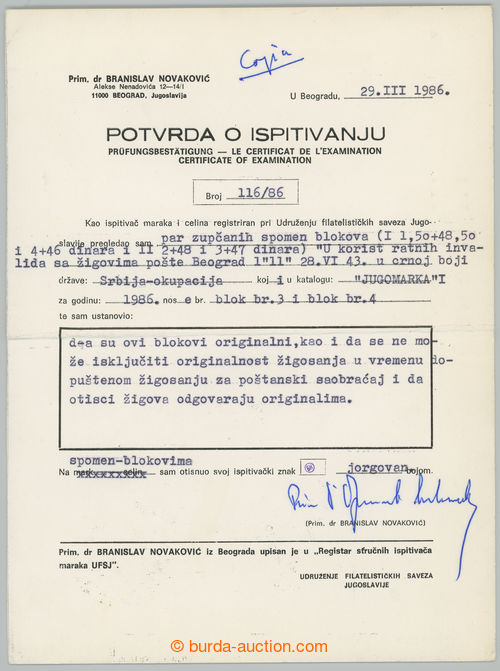 Copia
Prim. dr BRANISLAV NOVAKOVIĆ
Alekse Nenadovića 12—14/I
11000 BEOGRAD, Jugoslavija
U Beogradu, 29.III 1986.
POTVRDA O ISPITIVANJU
PRÜFUNGSBESTÄTIGUNG — LE CERTIFICAT DE L'EXAMINATION
CERTIFICATE OF EXAMINATION
Broj 116/86
Kao ispitivač maraka i celina registriran pri Udruženju filatelističkih saveza Jugo-
slavije pregledao sam par zupčanih spomen blokova (I 1,50+48,50
i 4+46 dinara i II 2+48 i 3+47 dinara) "U korist ratnih inva-
lida sa žigovima pošte Beograd 1"11" 28.VI 43. u crnoj boji
države: Srbija-okupacija koj i u katalogu: "JUGOMARKA"I
za godinu: 1986. nose br. blok br.3 i blok br.4
te sam ustanovio:
da su ovi blokovi originalni,kao i da se ne mo-
že isključiti originalnost žigosanja u vremenu do-
puštenom žigosanju za poštanski saobraćaj i da
otisci žigova odgovaraju originalima.
spomen-blokovima
Na sam otisnuo svoj ispitivački znak jorgovan bojom.
(Prim. dr BRANISLAV NOVAKOVIĆ)
Prim. dr BRANISLAV NOVAKOVIĆ iz Beograda upisan je u „Registar stručnih ispitivača
maraka UFSJ".
UDRUŽENJE FILATELISTIČKIH SAVEZA
JUGOSLAVIJE
© burda-auction.com